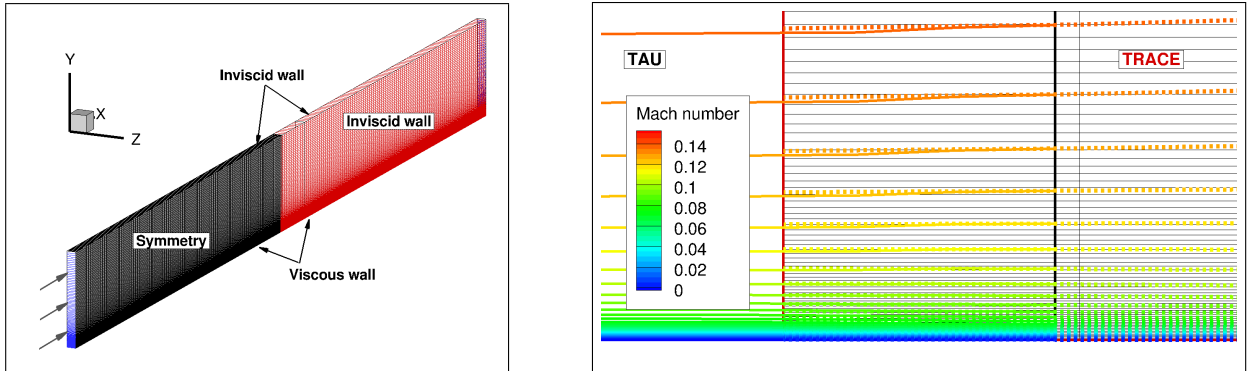 Y
X
Z
Inviscid wall
Inviscid wall
Symmetry
Viscous wall
TAU
TRACE
Mach number
0.14
0.12
0.1
0.08
0.06
0.04
0.02
0